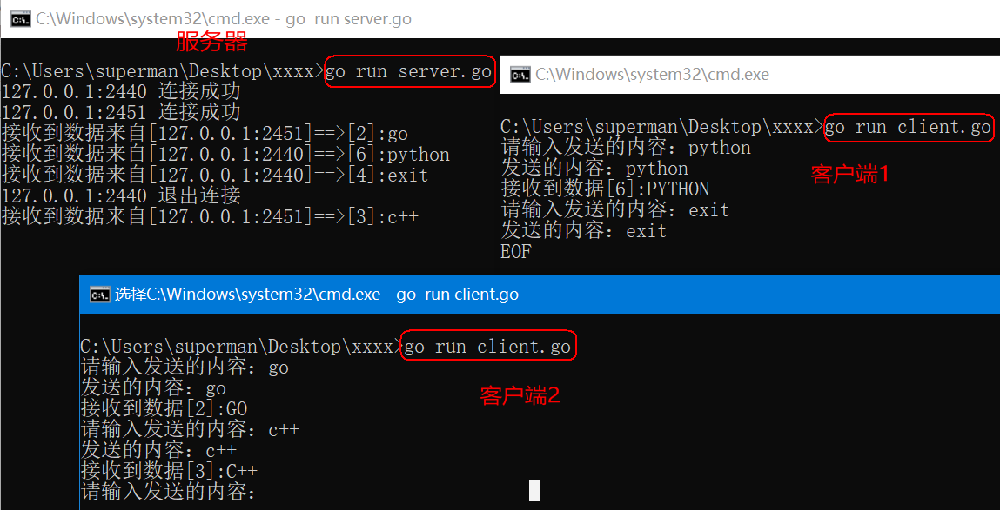 C:\Windows\system32\cmd.exe - go  run server.go
服务器
C:\Users\superman\Desktop\xxxx>go run server.go
127.0.0.1:2440 连接成功
127.0.0.1:2451 连接成功
接收到数据来自[127.0.0.1:2451]==>[2]:go
接收到数据来自[127.0.0.1:2440]==>[6]:python
接收到数据来自[127.0.0.1:2440]==>[4]:exit
127.0.0.1:2440 退出连接
接收到数据来自[127.0.0.1:2451]==>[3]:c++
C:\Windows\system32\cmd.exe
C:\Users\superman\Desktop\xxxx>go run client.go
请输入发送的内容：python
发送的内容：python
客户端1
接收到数据[6]:PYTHON
请输入发送的内容：exit
发送的内容：exit
EOF
选择C:\Windows\system32\cmd.exe - go  run client.go
C:\Users\superman\Desktop\xxxx>go run client.go
请输入发送的内容：go
发送的内容：go
客户端2
接收到数据[2]:GO
请输入发送的内容：c++
发送的内容：c++
接收到数据[3]:C++
请输入发送的内容：